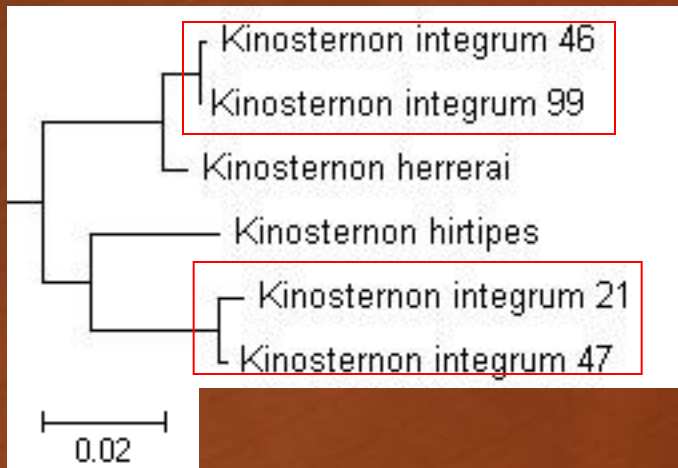 Kinosternon integrum 46
Kinosternon integrum 99
Kinosternon herrerai
Kinosternon hirtipes
Kinosternon integrum 21
Kinosternon integrum 47
0.02